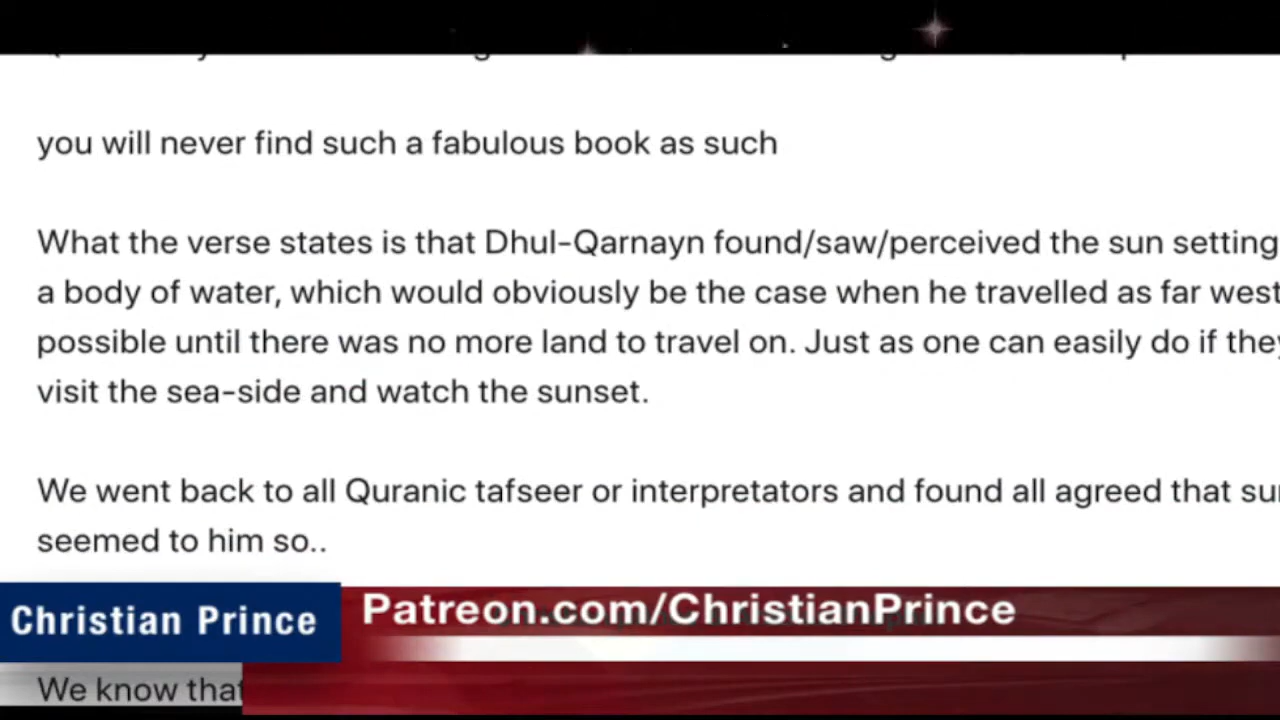 you will never find such a fabulous book as such
What the verse states is that Dhul-Qarnayn found/saw/perceived the sun setting
a body of water, which would obviously be the case when he travelled as far west
possible until there was no more land to travel on. Just as one can easily do if they
visit the sea-side and watch the sunset.
We went back to all Quranic tafseer or interpretators and found all agreed that
seemed to him so..
Christian Prince
Patreon.com/ChristianPrince
We know that